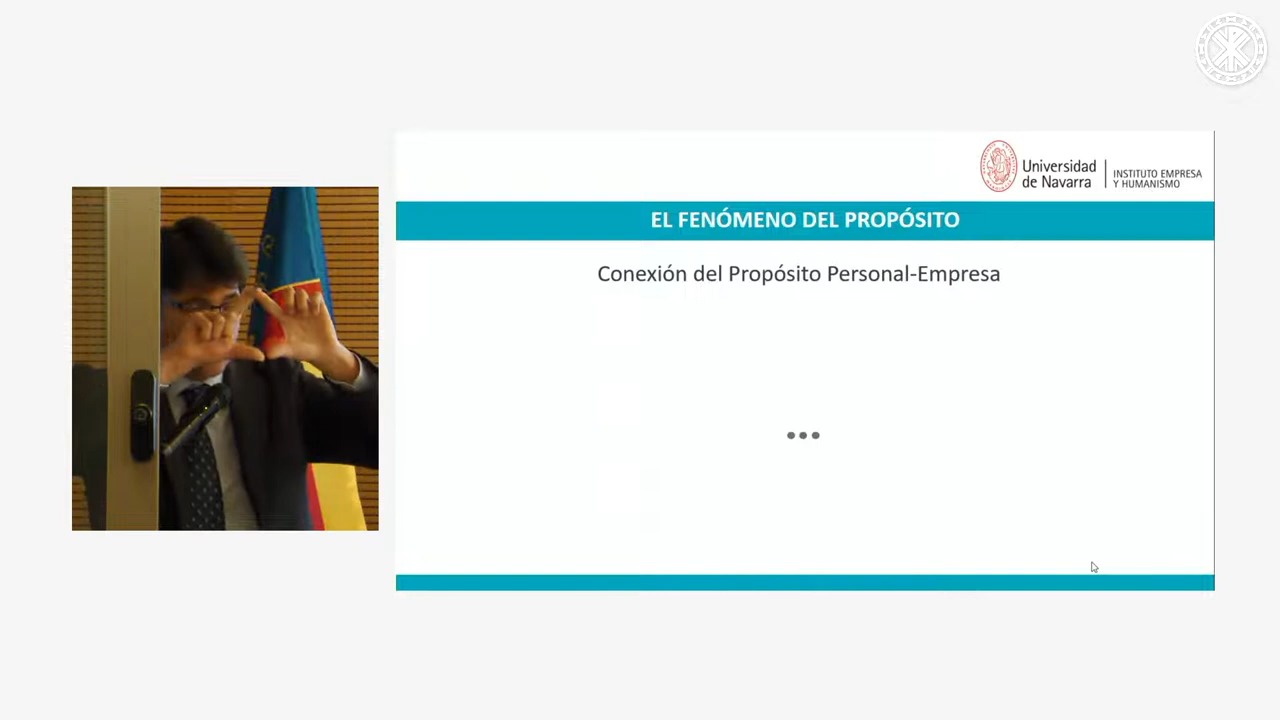 Universidad
de Navarra
INSTITUTO EMPRESA
Y HUMANISMO
EL FENÓMENO DEL PROPÓSITO
Conexión del Propósito Personal-Empresa
...